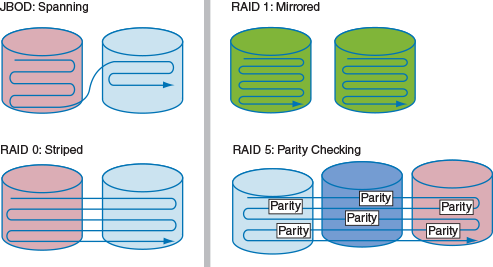 JBOD: Spanning
RAID 1: Mirrored
RAID 0: Striped
RAID 5: Parity Checking
Parity
Parity
Parity
Parity
Parity
Parity